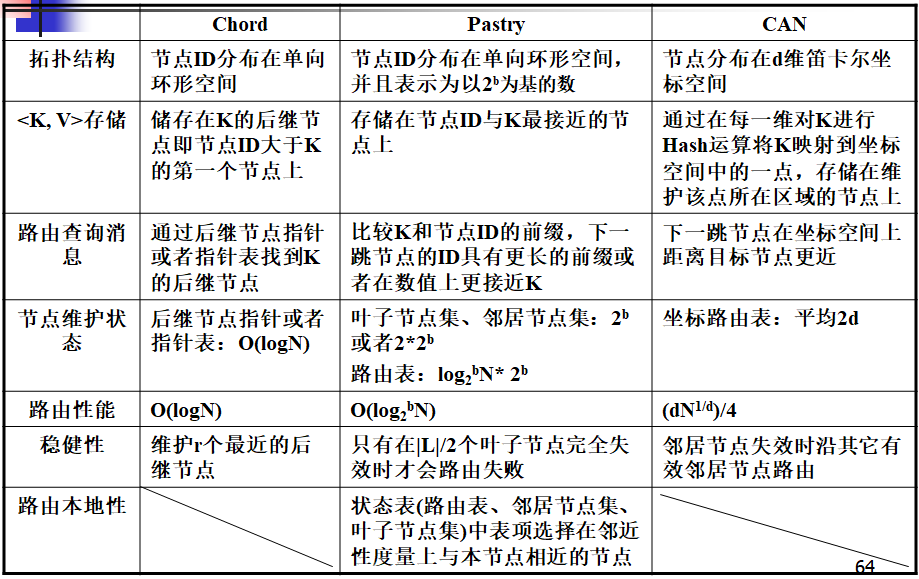 Chord Pastry CAN
拓扑结构
节点ID分布在单向
环形空间
节点ID分布在单向环形空间，
并且表示为以2ᵇ为基的数
节点分布在d维笛卡尔坐
标空间
<K, V>存储
储存在K的后继节
点即节点ID大于K
的第一个节点上
存储在节点ID与K最接近的节
点上
通过在每一维对K进行
Hash运算将K映射到坐标
空间中的一点，存储在维
护该点所在区域的节点上
路由查询消
息
通过后继节点指针
或者指针表找到K
的后继节点
比较K和节点ID的前缀，下一
跳节点的ID具有更长的前缀或
者在数值上更接近K
下一跳节点在坐标空间上
距离目标节点更近
节点维护状
态
后继节点指针或者
指针表：O(logN)
叶子节点集、邻居节点集：2ᵇ
或者2*2ᵇ
路由表：log₂ᵇN* 2ᵇ
坐标路由表：平均2d
路由性能
O(logN)
O(log₂ᵇN)
(dN¹/ᵈ)/4
稳健性
维护r个最近的后
继节点
只有在|L|/2个叶子节点完全失
效时才会路由失败
邻居节点失效时沿其它有
效邻居节点路由
路由本地性
状态表(路由表、邻居节点集、
叶子节点集)中表项选择在邻近
性度量上与本节点相近的节点
64